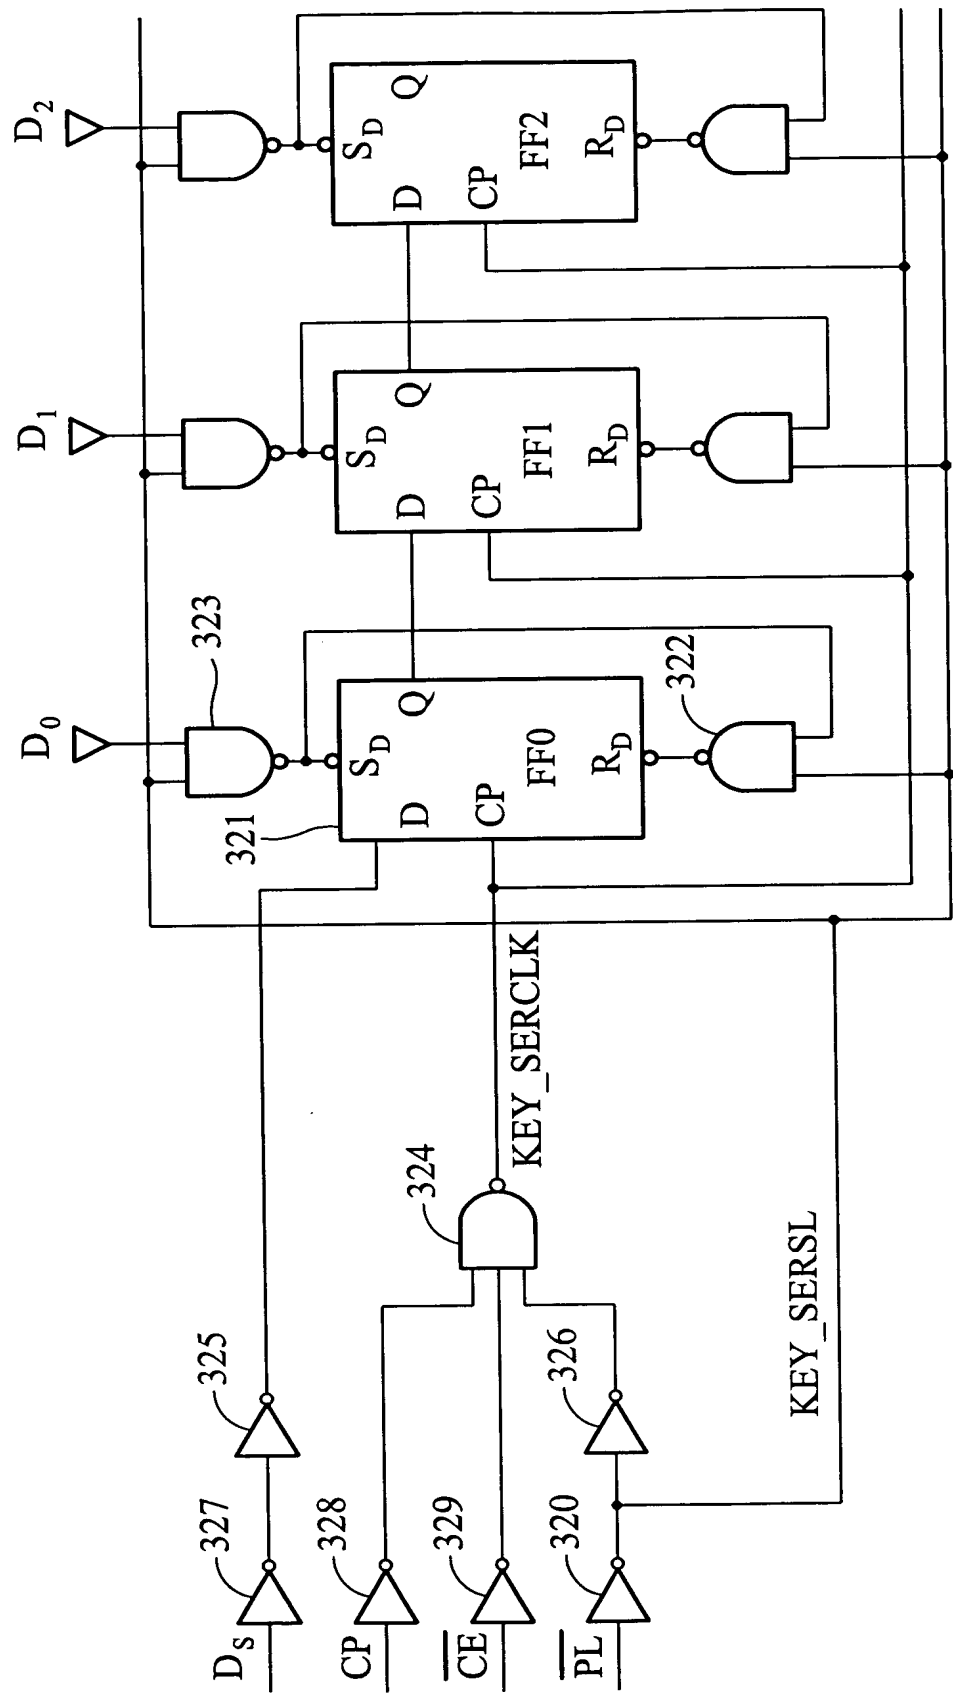 D0
D1
D2
323
321
SD
Q
D
CP
FF0
RD
322
SD
Q
D
CP
FF1
RD
SD
Q
D
CP
FF2
RD
KEY_SERCLK
324
325
326
KEY_SERSL
327
328
329
320
DS
CP
CE
PL